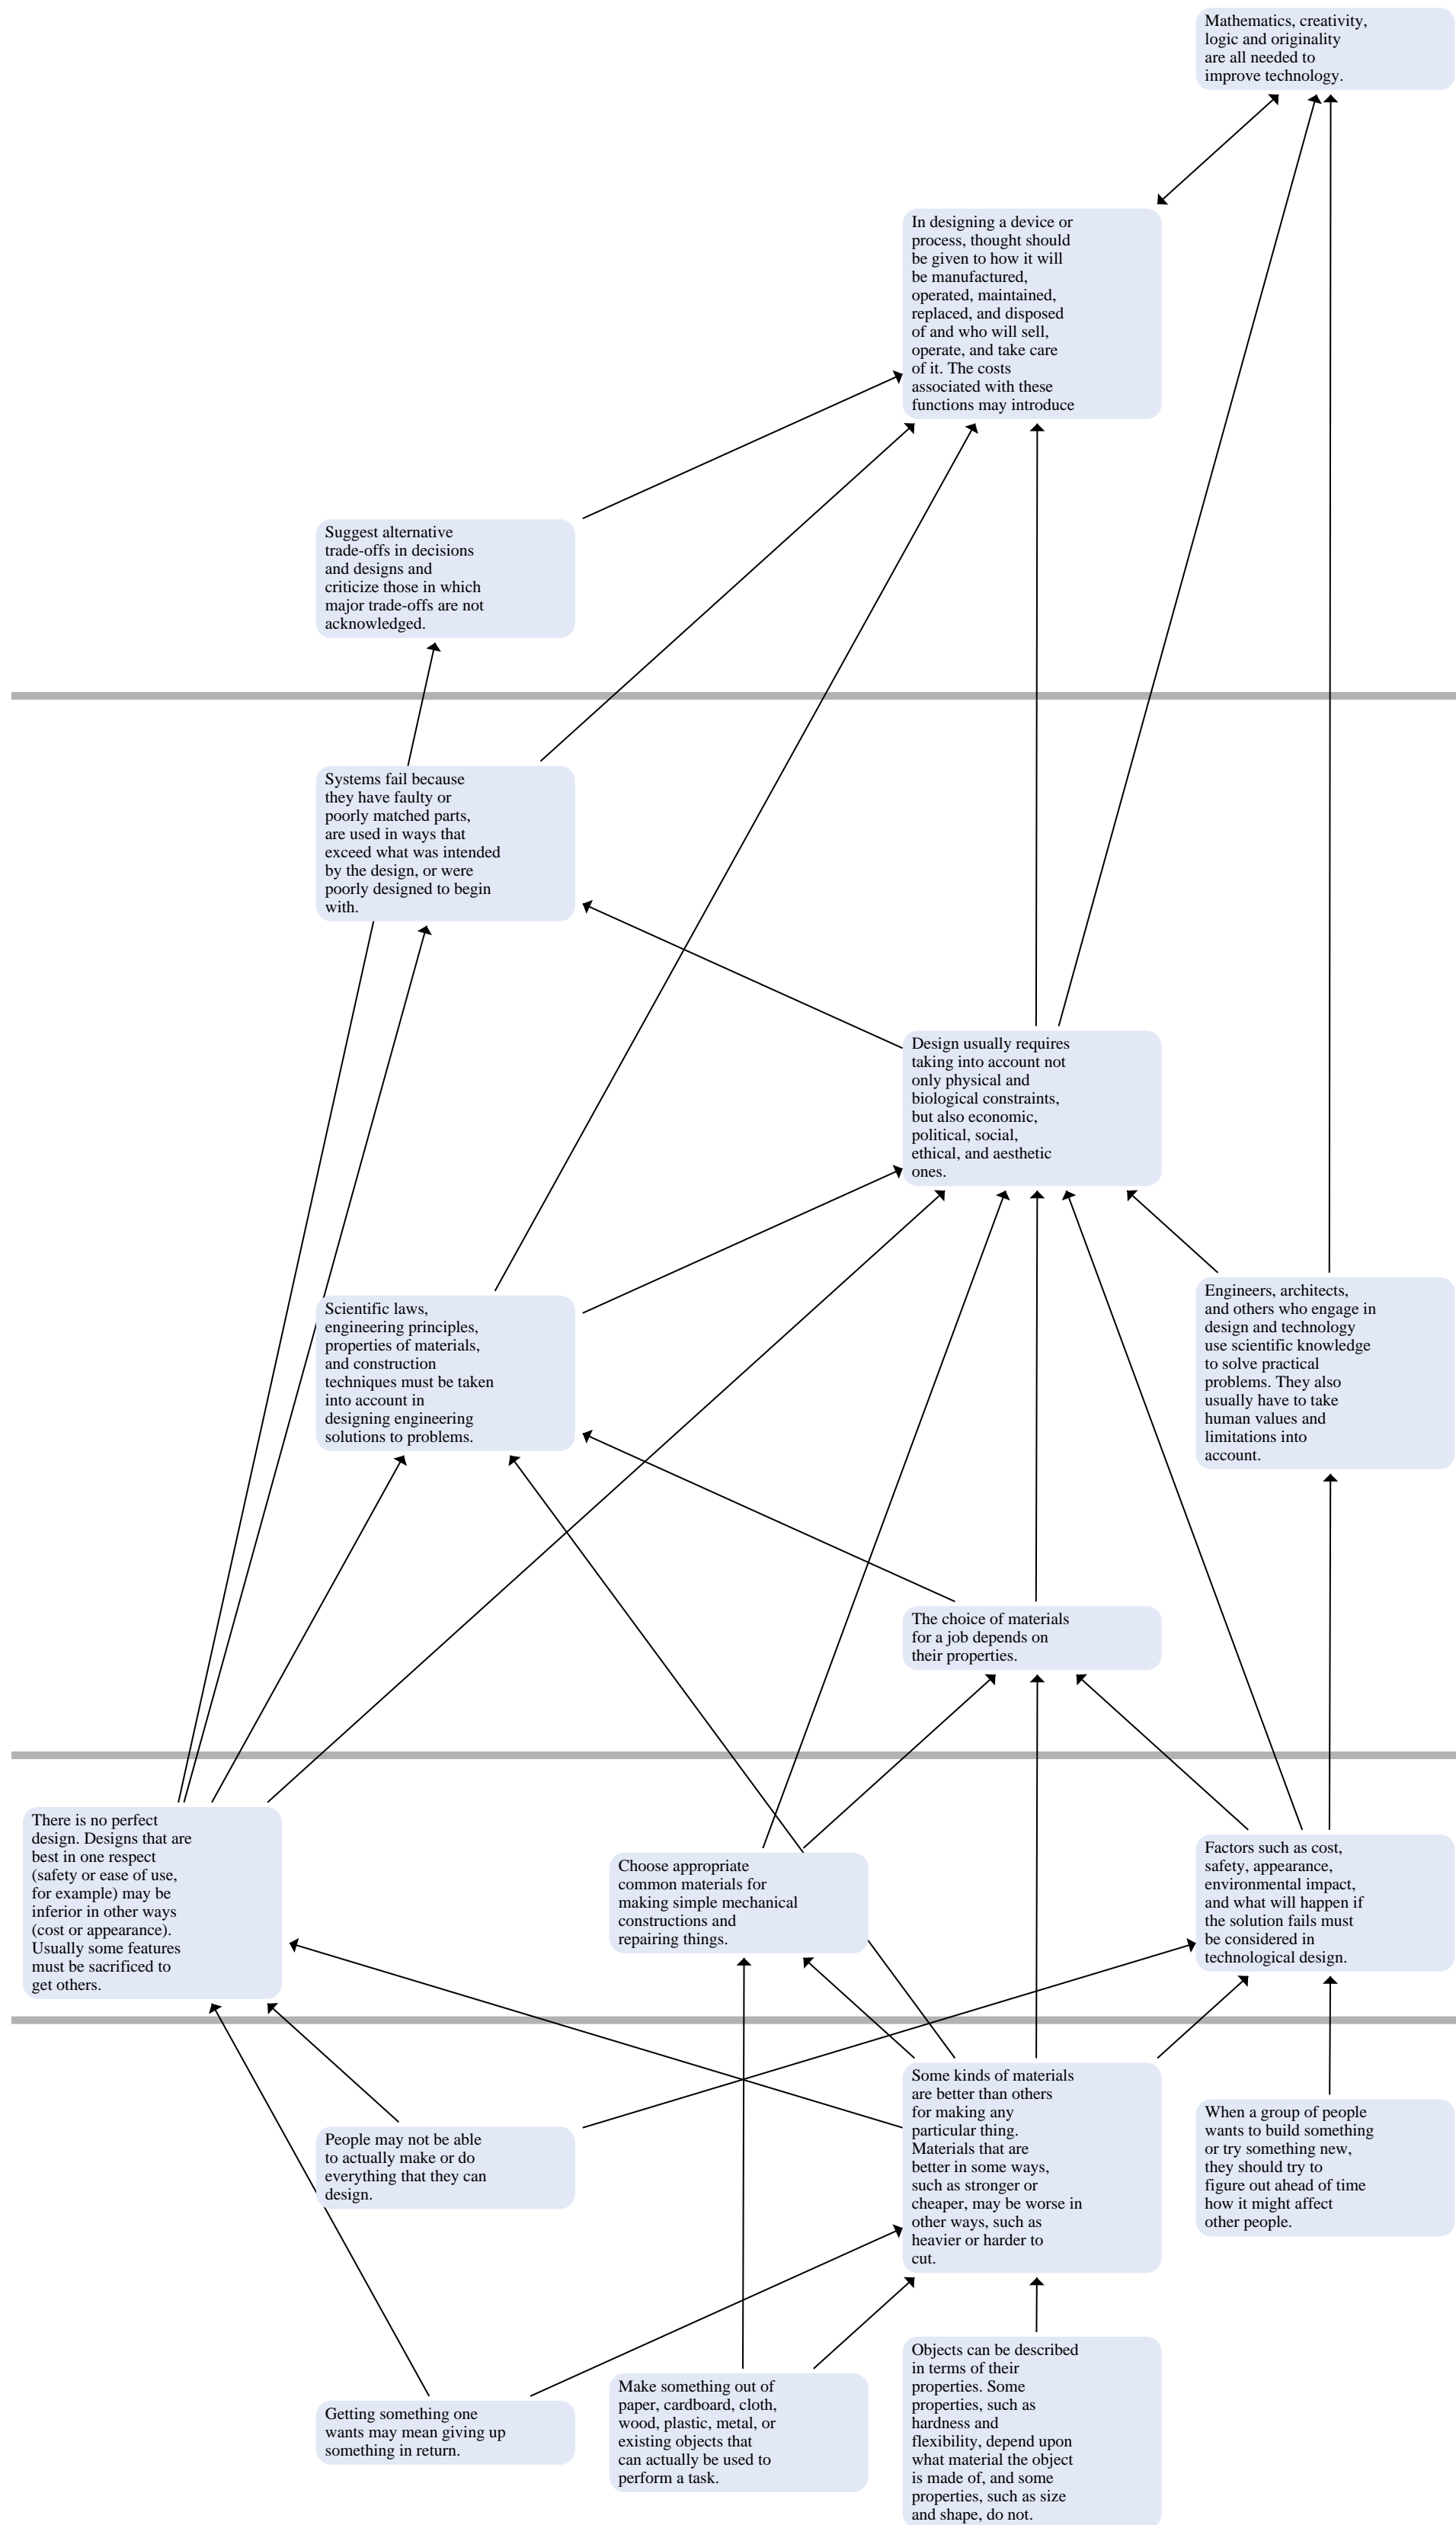 Mathematics, creativity,
logic and originality
are all needed to
improve technology.
In designing a device or
process, thought should
be given to how it will
be manufactured,
operated, maintained,
replaced, and disposed
of and who will sell,
operate, and take care
of it. The costs
associated with these
functions may introduce
Suggest alternative
trade-offs in decisions
and designs and
criticize those in which
major trade-offs are not
acknowledged.
Systems fail because
they have faulty or
poorly matched parts,
are used in ways that
exceed what was intended
by the design, or were
poorly designed to begin
with.
Design usually requires
taking into account not
only physical and
biological constraints,
but also economic,
political, social,
ethical, and aesthetic
ones.
Scientific laws,
engineering principles,
properties of materials,
and construction
techniques must be taken
into account in
designing engineering
solutions to problems.
Engineers, architects,
and others who engage in
design and technology
use scientific knowledge
to solve practical
problems. They also
usually have to take
human values and
limitations into
account.
The choice of materials
for a job depends on
their properties.
There is no perfect
design. Designs that are
best in one respect
(safety or ease of use,
for example) may be
inferior in other ways
(cost or appearance).
Usually some features
must be sacrificed to
get others.
Choose appropriate
common materials for
making simple mechanical
constructions and
repairing things.
Factors such as cost,
safety, appearance,
environmental impact,
and what will happen if
the solution fails must
be considered in
technological design.
People may not be able
to actually make or do
everything that they can
design.
Some kinds of materials
are better than others
for making any
particular thing.
Materials that are
better in some ways,
such as stronger or
cheaper, may be worse in
other ways, such as
heavier or harder to
cut.
When a group of people
wants to build something
or try something new,
they should try to
figure out ahead of time
how it might affect
other people.
Getting something one
wants may mean giving up
something in return.
Make something out of
paper, cardboard, cloth,
wood, plastic, metal, or
existing objects that
can actually be used to
perform a task.
Objects can be described
in terms of their
properties. Some
properties, such as
hardness and
flexibility, depend upon
what material the object
is made of, and some
properties, such as size
and shape, do not.